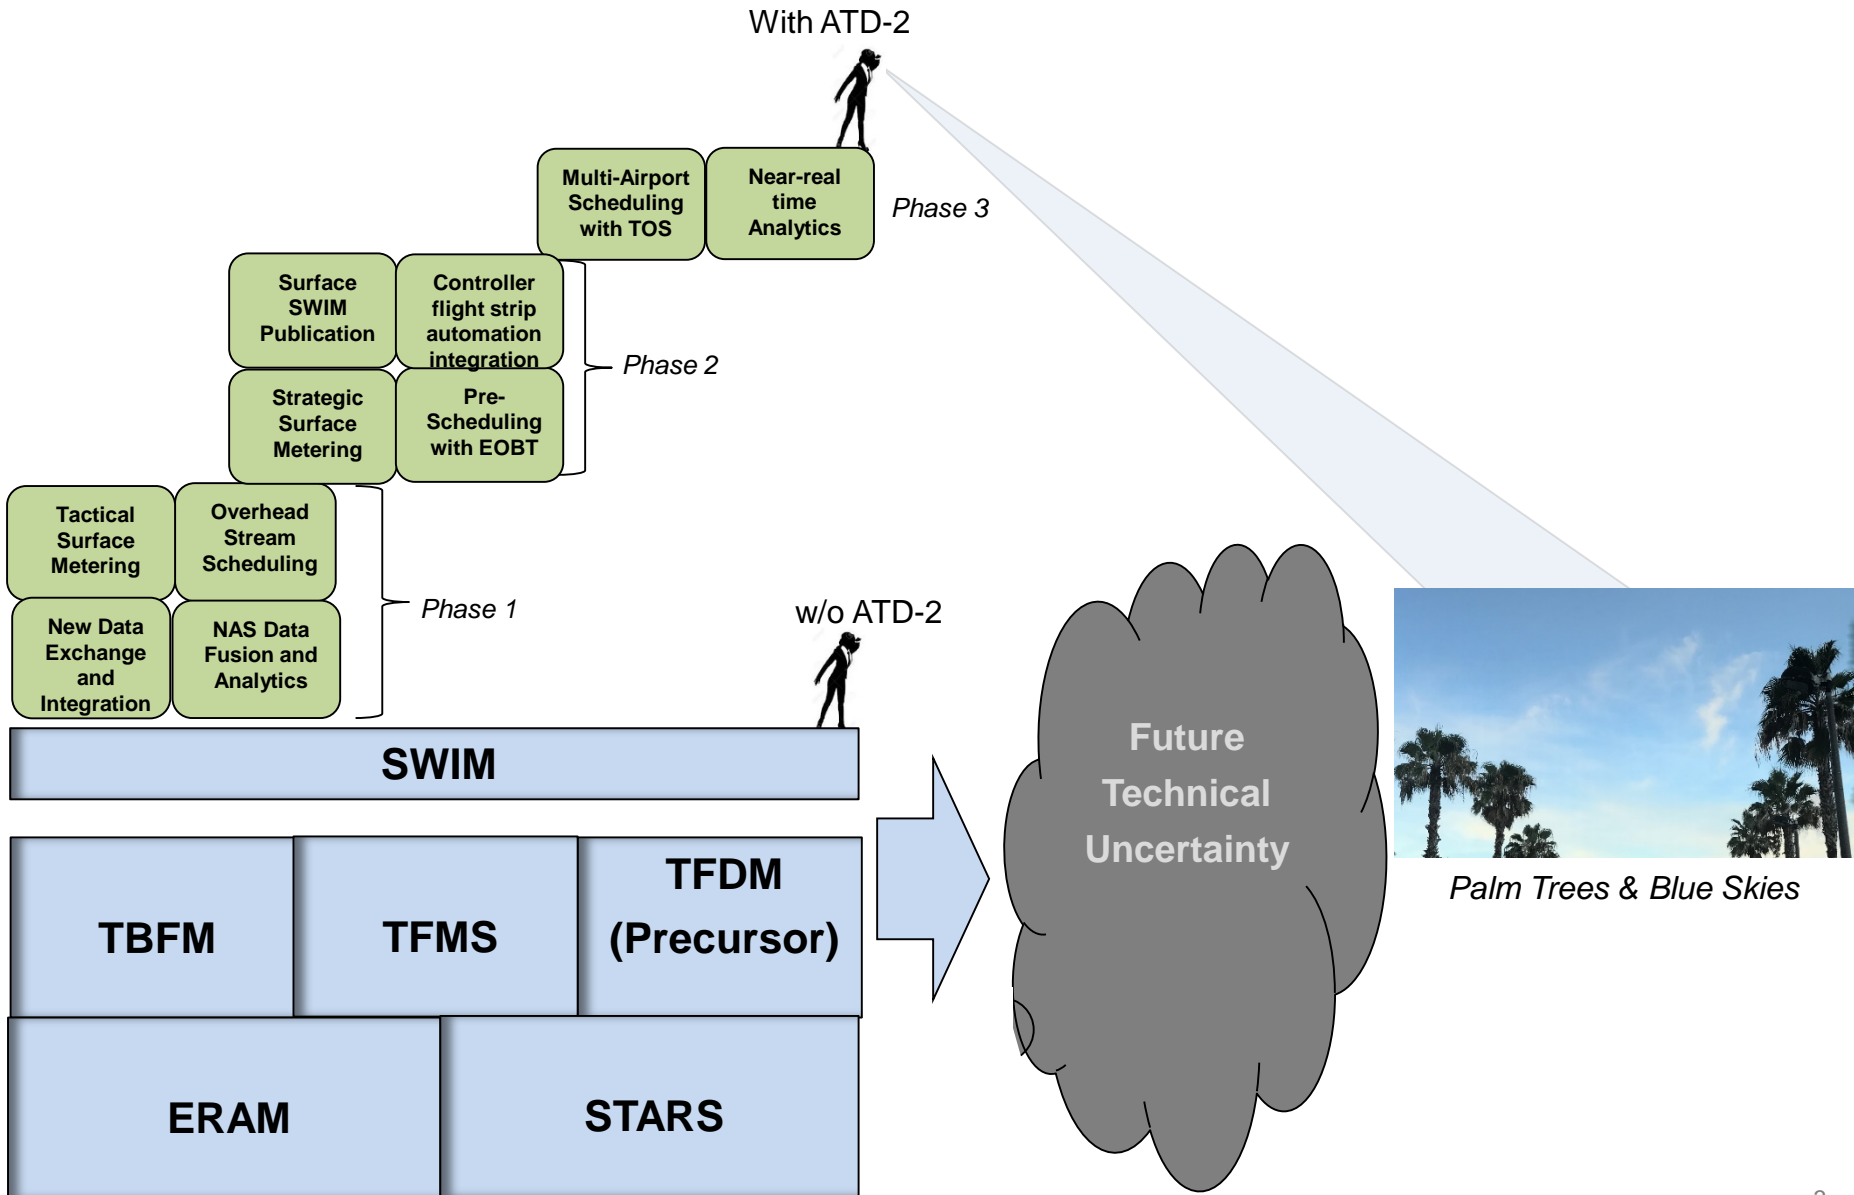 With ATD-2
Multi-Airport
Scheduling
with TOS
Near-real
time
Analytics
Phase 3
Surface
SWIM
Publication
Controller
flight strip
automation
integration
Phase 2
Strategic
Surface
Metering
Pre-
Scheduling
with EOBT
Tactical
Surface
Metering
Overhead
Stream
Scheduling
Phase 1
New Data
Exchange
and
Integration
NAS Data
Fusion and
Analytics
w/o ATD-2
SWIM
Future
Technical
Uncertainty
TBFM
TFMS
TFDM
(Precursor)
Palm Trees & Blue Skies
ERAM
STARS